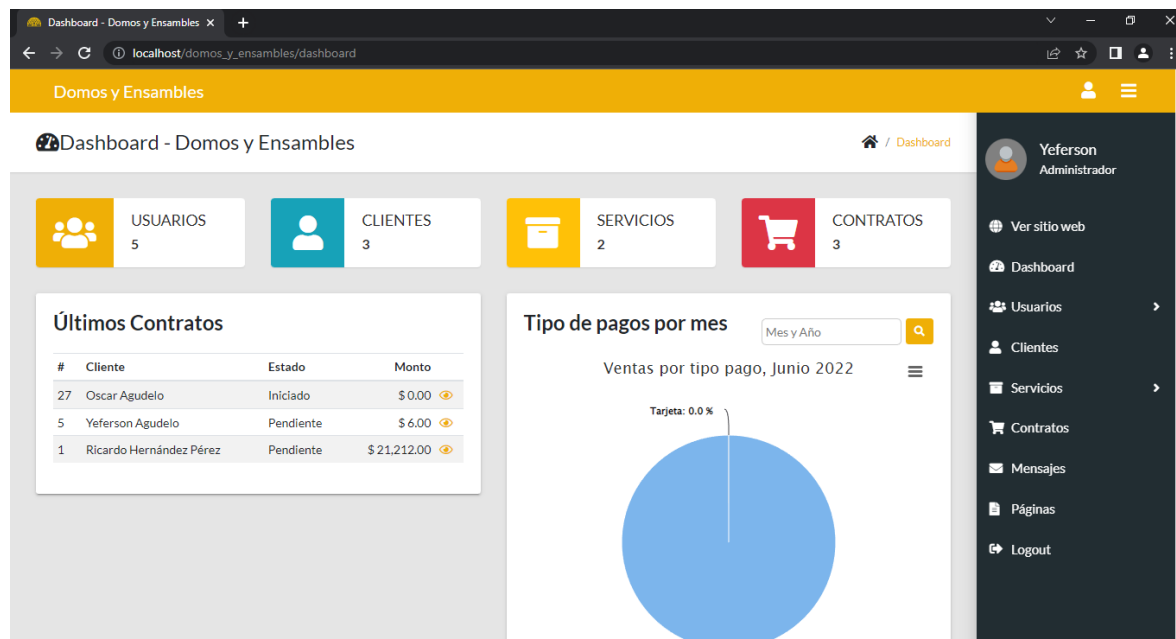 Dashboard - Domos y Ensambles
localhost/domos_y_ensambles/dashboard
Domos y Ensambles
Dashboard - Domos y Ensambles
/ Dashboard
USUARIOS
5
CLIENTES
3
SERVICIOS
2
CONTRATOS
3
Últimos Contratos
# Cliente Estado Monto
27 Oscar Agudelo Iniciado $ 0.00
5 Yeferson Agudelo Pendiente $ 6.00
1 Ricardo Hernández Pérez Pendiente $ 21,212.00
Tipo de pagos por mes
Mes y Año
Ventas por tipo pago, Junio 2022
Tarjeta: 0.0 %
Yeferson
Administrador
Ver sitio web
Dashboard
Usuarios
Clientes
Servicios
Contratos
Mensajes
Páginas
Logout